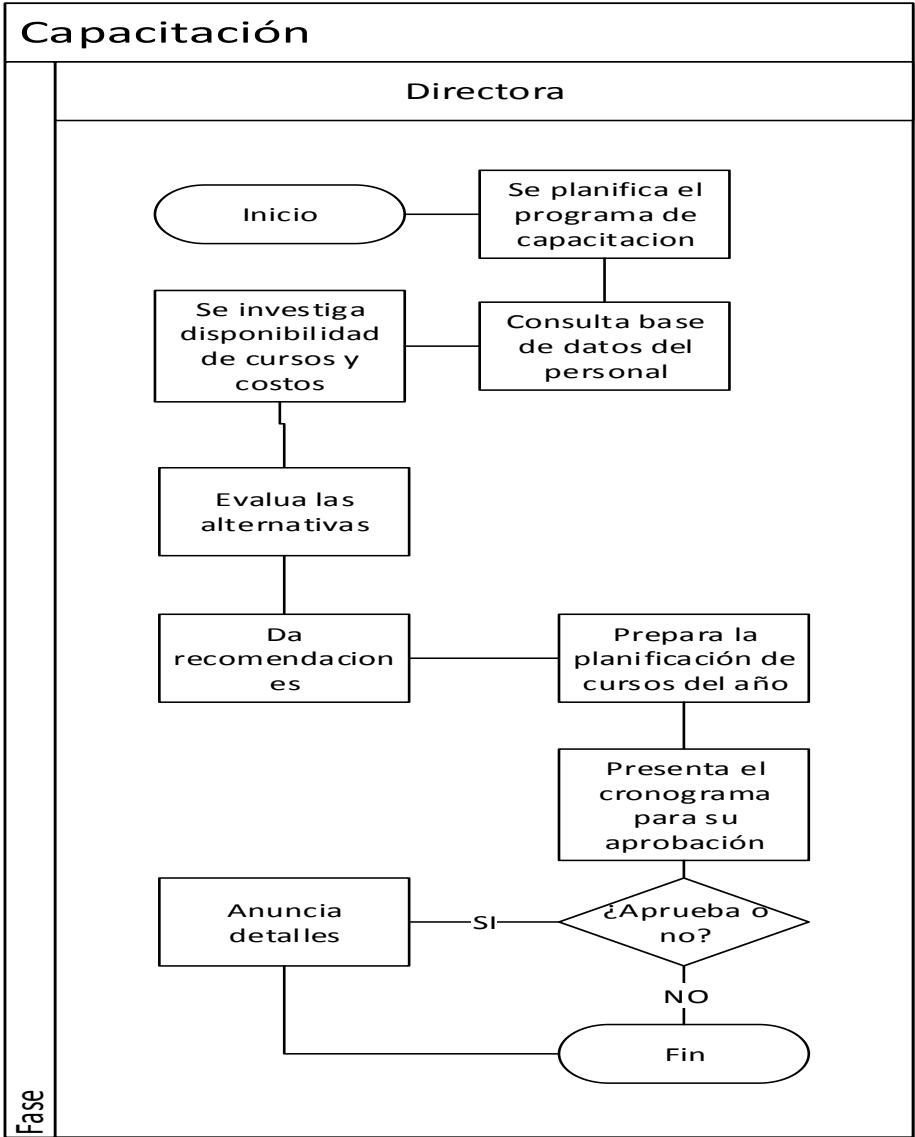 Capacitación
Directora
Inicio
Se planifica el
programa de
capacitacion
Consulta base
de datos del
personal
Se investiga
disponibilidad
de cursos y
costos
Evalua las
alternativas
Da
recomendacion
es
Prepara la
planificación de
cursos del año
Presenta el
cronograma
para su
aprobación
¿Aprueba o
no?
SI
Anuncia
detalles
NO
Fin
Fase